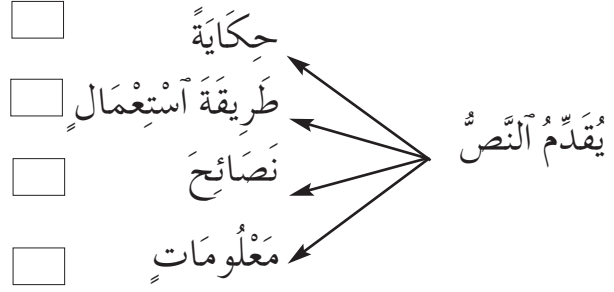 يُقَدِّمُ ٱلنَّصُّ
حِكَايَةً
طَرِيقَةَ ٱسْتِعْمَالٍ
نَصَائِحَ
مَعْلُومَاتٍ